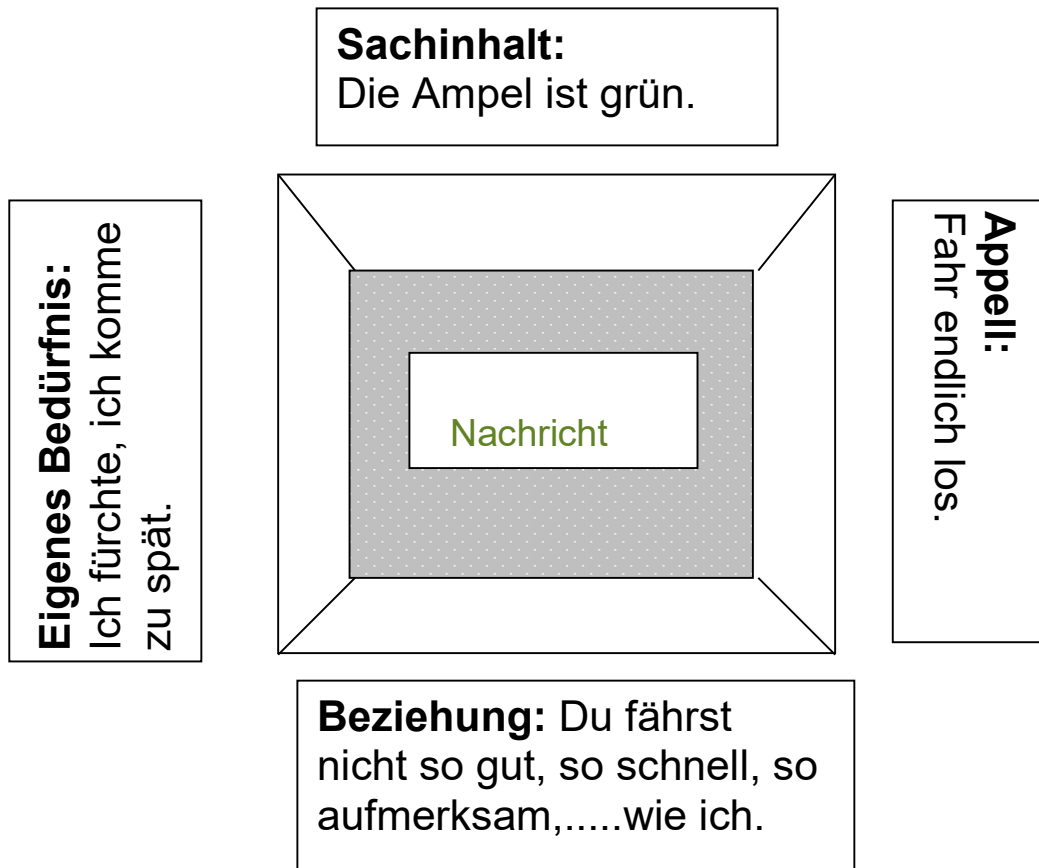 Sachinhalt:
Die Ampel ist grün.
Eigenes Bedürfnis:
Ich fürchte, ich komme
zu spät.
Nachricht
Appell:
Fahr endlich los.
Beziehung: Du fährst
nicht so gut, so schnell, so
aufmerksam,.....wie ich.